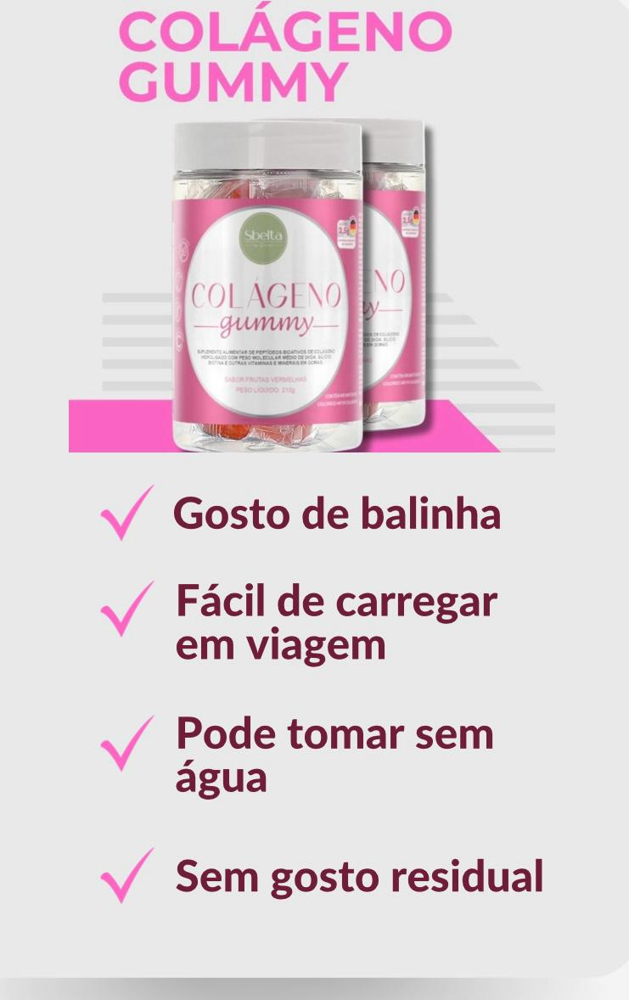 COLÁGENO
GUMMY
Sbelta
2,5g
COLÁGENO
gummy
SUPLEMENTO ALIMENTAR DE PEPTÍDEOS BIOATIVOS DE COLÁGENO
HIDROLISADO COM PESO MOLECULAR MÉDIO DE 2KDA, SILÍCIO
BIOTINA E OUTRAS VITAMINAS E MINERAIS EM GOMAS.
SABOR FRUTAS VERMELHAS
PESO LÍQUIDO: 210g
Gosto de balinha
Fácil de carregar
em viagem
Pode tomar sem
água
Sem gosto residual